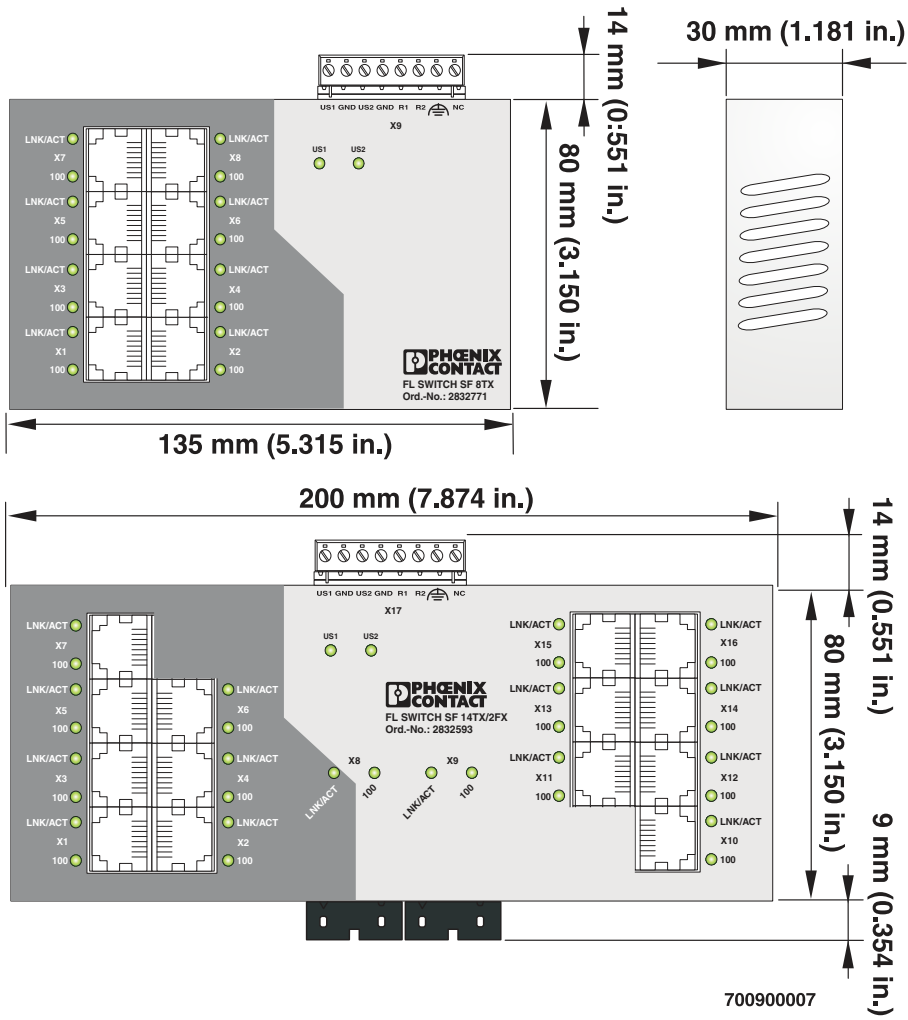 14 mm (0:551 in.)
30 mm (1.181 in.)
US1 GND US2 GND R1 R2 NC
X9
US1 US2
LNK/ACT LNK/ACT
X7 X8
100 100
LNK/ACT LNK/ACT
X5 X6
100 100
LNK/ACT LNK/ACT
X3 X4
100 100
LNK/ACT LNK/ACT
X1 X2
100 100
80 mm (3.150 in.)
PHŒNIX
CONTACT
FL SWITCH SF 8TX
Ord.-No.: 2832771
135 mm (5.315 in.)
200 mm (7.874 in.)
14 mm (0.551 in.)
US1 GND US2 GND R1 R2 NC
X17
US1 US2
LNK/ACT
X7
100
LNK/ACT LNK/ACT
X5 X6
100 100
LNK/ACT LNK/ACT
X3 X4
100 100
LNK/ACT LNK/ACT
X1 X2
100 100
PHŒNIX
CONTACT
FL SWITCH SF 14TX/2FX
Ord.-No.: 2832593
X8 X9
LNK/ACT 100 LNK/ACT 100
LNK/ACT LNK/ACT
X15 X16
100 100
LNK/ACT LNK/ACT
X13 X14
100 100
LNK/ACT LNK/ACT
X11 X12
100 100
LNK/ACT
X10
100
80 mm (3.150 in.)
9 mm (0.354 in.)
700900007